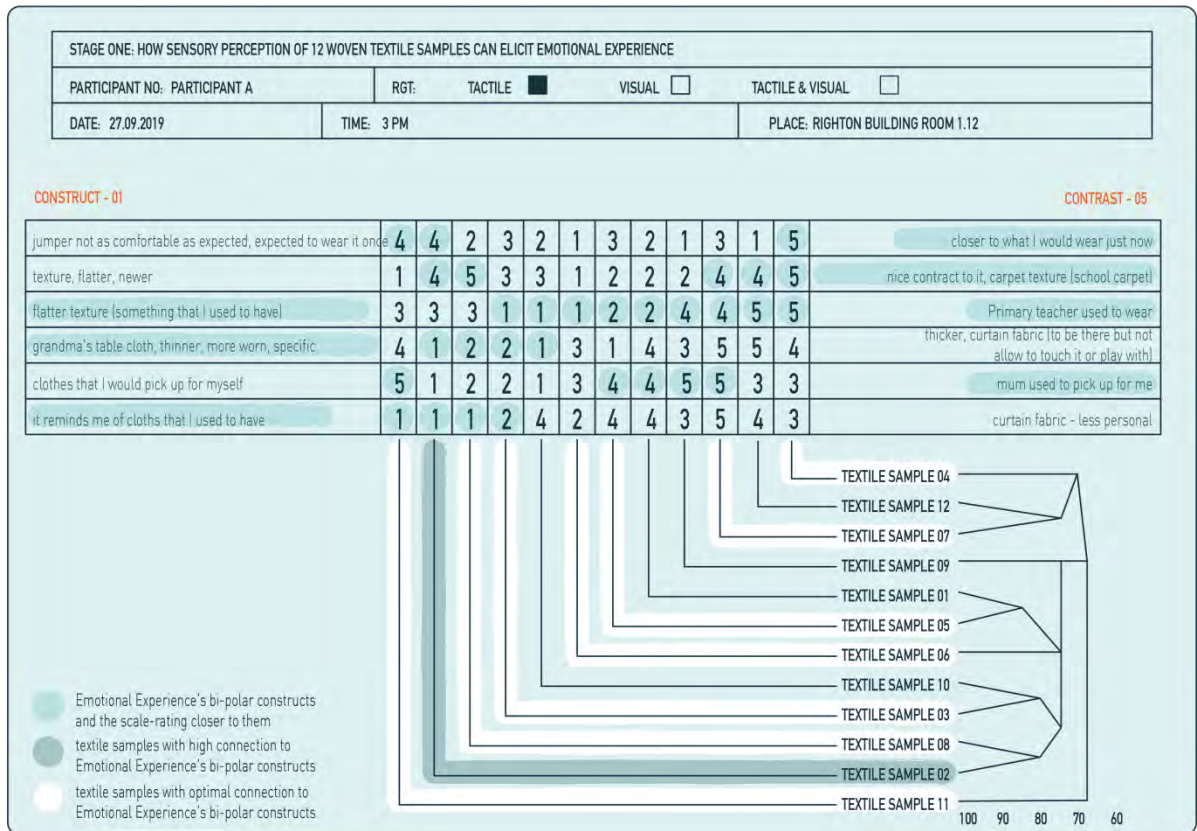 STAGE ONE: HOW SENSORY PERCEPTION OF 12 WOVEN TEXTILE SAMPLES CAN ELICIT EMOTIONAL EXPERIENCE
PARTICIPANT NO: PARTICIPANT A RGT: TACTILE VISUAL TACTILE & VISUAL
DATE: 27.09.2019 TIME: 3 PM PLACE: RIGHTON BUILDING ROOM 1.12
CONSTRUCT - 01 CONTRAST - 05
jumper not as comfortable as expected, expected to wear it once 4 4 2 3 2 1 3 2 1 3 1 5 closer to what I would wear just now
texture, flatter, newer 1 4 5 3 3 1 2 2 2 4 4 5 nice contract to it, carpet texture (school carpet)
flatter texture (something that I used to have) 3 3 3 1 1 1 2 2 4 4 5 5 Primary teacher used to wear
grandma's table cloth, thinner, more worn, specific 4 1 2 2 1 3 1 4 3 5 5 4 thicker, curtain fabric (to be there but not
allow to touch it or play with)
clothes that I would pick up for myself 5 1 2 2 1 3 4 4 5 5 3 3 mum used to pick up for me
it reminds me of cloths that I used to have 1 1 1 2 4 2 4 4 3 5 4 3 curtain fabric - less personal
TEXTILE SAMPLE 04
TEXTILE SAMPLE 12
TEXTILE SAMPLE 07
TEXTILE SAMPLE 09
TEXTILE SAMPLE 01
TEXTILE SAMPLE 05
TEXTILE SAMPLE 06
TEXTILE SAMPLE 10
TEXTILE SAMPLE 03
TEXTILE SAMPLE 08
TEXTILE SAMPLE 02
TEXTILE SAMPLE 11
100 90 80 70 60
Emotional Experience's bi-polar constructs
and the scale-rating closer to them
textile samples with high connection to
Emotional Experience's bi-polar constructs
textile samples with optimal connection to
Emotional Experience's bi-polar constructs